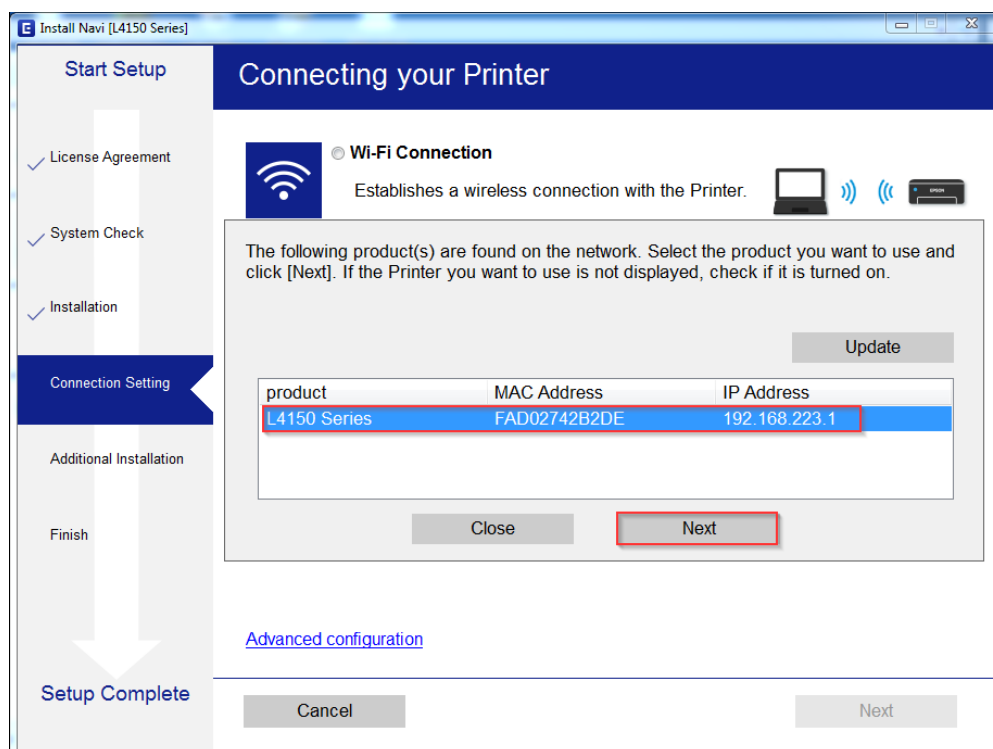 Install Navi [L4150 Series]
Start Setup
License Agreement
System Check
Installation
Connection Setting
Additional Installation
Finish
Setup Complete
Connecting your Printer
Wi-Fi Connection
Establishes a wireless connection with the Printer.
EPSON
The following product(s) are found on the network. Select the product you want to use and
click [Next]. If the Printer you want to use is not displayed, check if it is turned on.
Update
product MAC Address IP Address
L4150 Series FAD02742B2DE 192.168.223.1
Close Next
Advanced configuration
Cancel Next